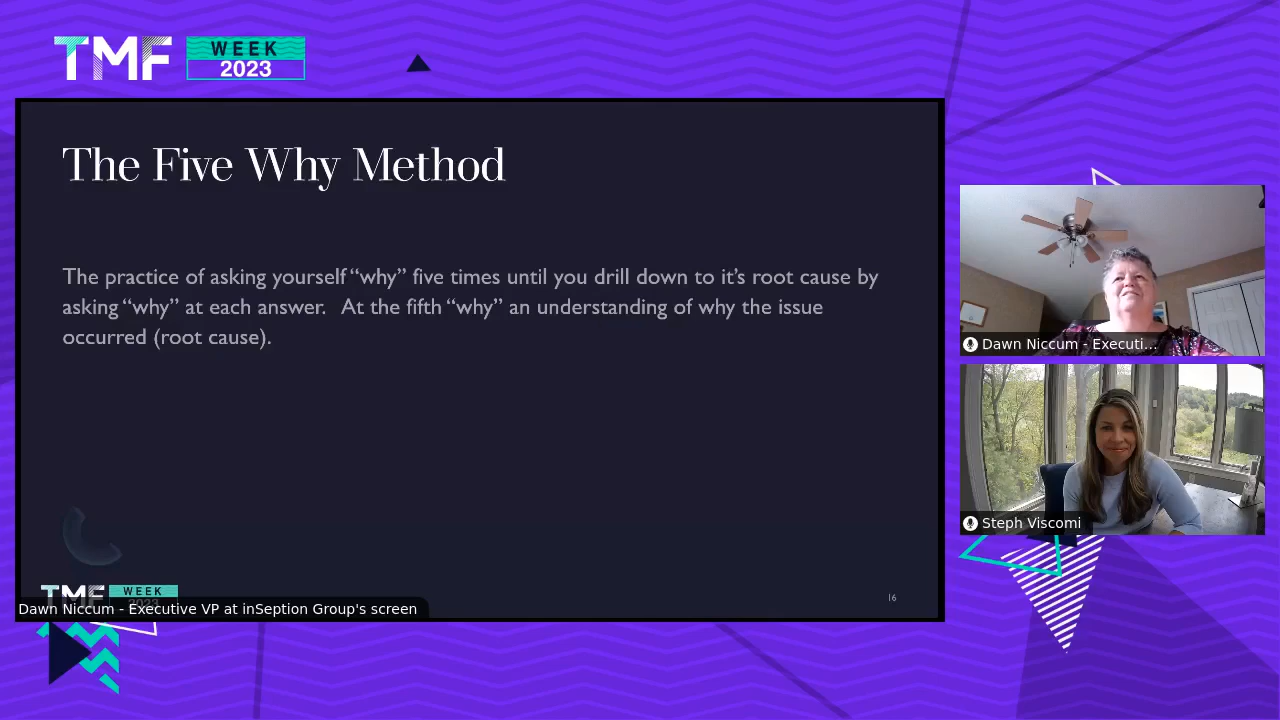 TMF WEEK
2023
The Five Why Method
The practice of asking yourself “why” five times until you drill down to it’s root cause by
asking “why” at each answer.   At the fifth “why” an understanding of why the issue
occurred (root cause).
Dawn Niccum - Executi...
Steph Viscomi
TMF WEEK
2023
Dawn Niccum - Executive VP at inSeption Group's screen
16